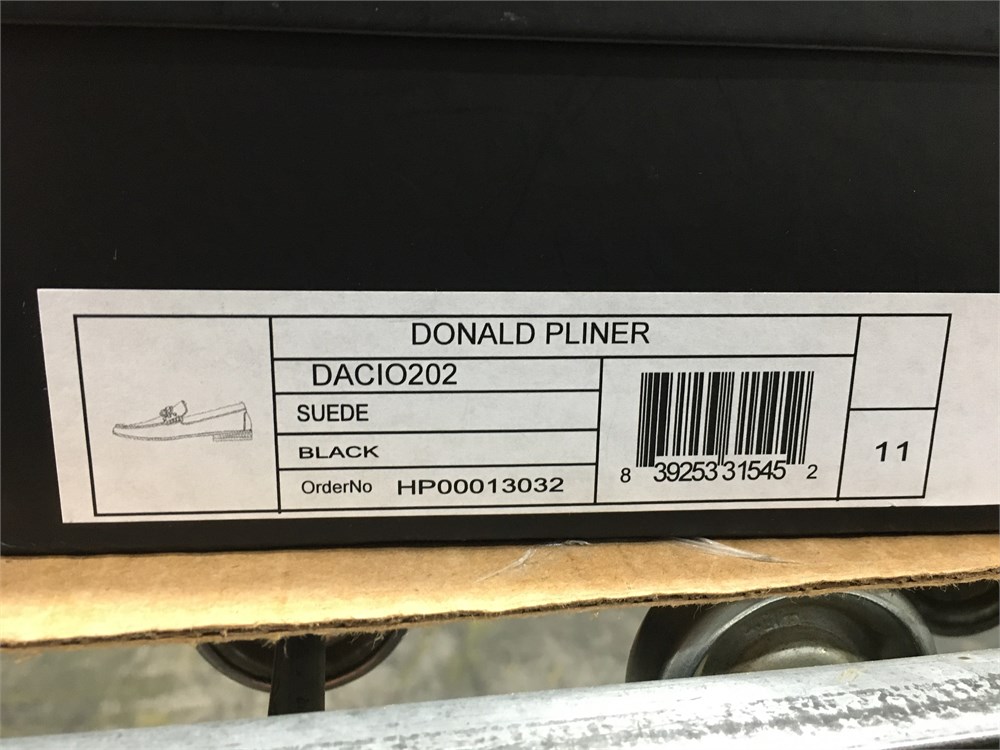 DONALD PLINER
DACIO202
SUEDE
BLACK
OrderNo HP00013032
8 39253 31545 2
11